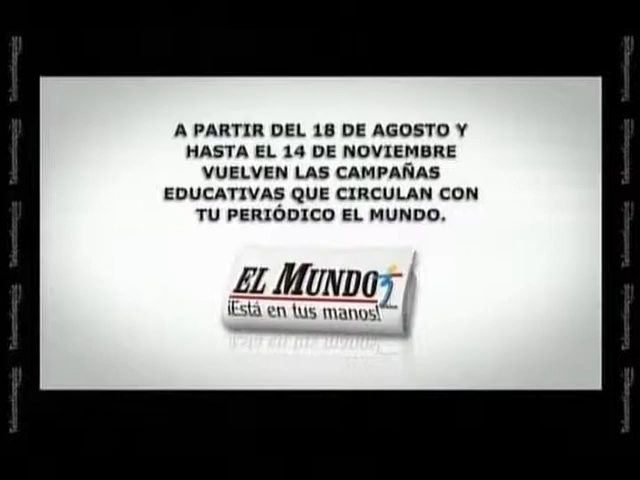 A PARTIR DEL 18 DE AGOSTO Y
HASTA EL 14 DE NOVIEMBRE
VUELVEN LAS CAMPAÑAS
EDUCATIVAS QUE CIRCULAN CON
TU PERIÓDICO EL MUNDO.
EL MUNDO
¡Está en tus manos!